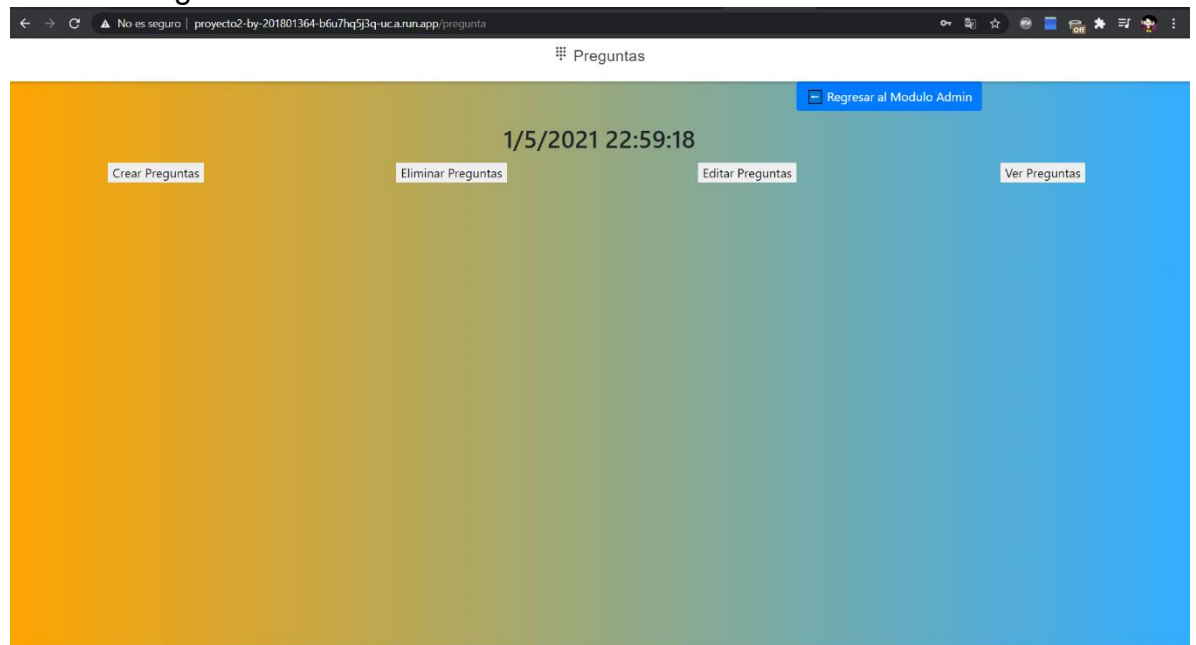 No es seguro | proyecto2-by-201801364-b6u7hq5j3q-uc.a.run.app/pregunta
Off
Preguntas
Regresar al Modulo Admin
1/5/2021 22:59:18
Crear Preguntas Eliminar Preguntas Editar Preguntas Ver Preguntas